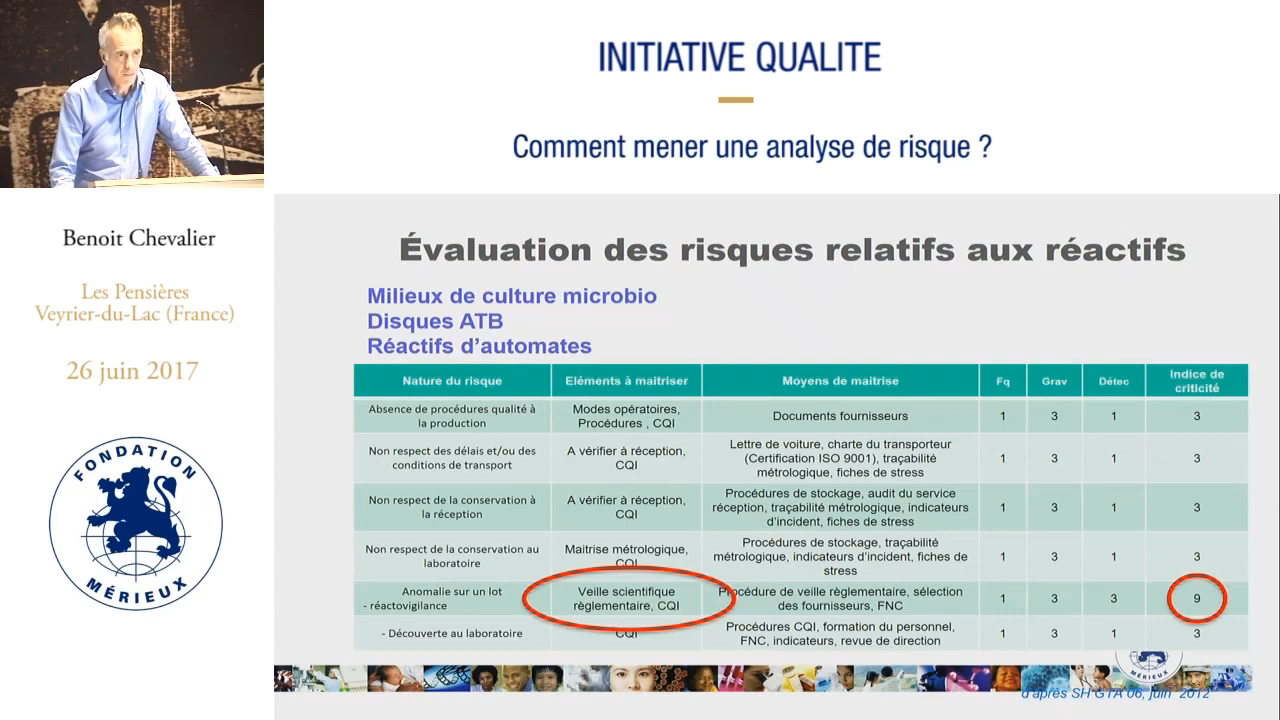 INITIATIVE QUALITE
Comment mener une analyse de risque ?
Benoit Chevalier
Les Pensières
Veyrier-du-Lac (France)
26 juin 2017
FONDATION
MÉRIEUX
Évaluation des risques relatifs aux réactifs
Milieux de culture microbio
Disques ATB
Réactifs d'automates
Nature du risque Eléments à maitriser Moyens de maitrise Fq Grav Détec Indice de
criticité
Absence de procédures qualité à
la production
Modes opératoires,
Procédures , CQI
Documents fournisseurs
1 3 1 3
Non respect des délais et/ou des
conditions de transport
A vérifier à réception,
CQI
Lettre de voiture, charte du transporteur
(Certification ISO 9001), traçabilité
métrologique, fiches de stress
1 3 1 3
Non respect de la conservation à
la réception
A vérifier à réception,
CQI
Procédures de stockage, audit du service
réception, traçabilité métrologique, indicateurs
d'incident, fiches de stress
1 3 1 3
Non respect de la conservation au
laboratoire
Maitrise métrologique,
CQI
Procédures de stockage, traçabilité
métrologique, indicateurs d'incident, fiches de
stress
1 3 1 3
Anomalie sur un lot
- réactovigilance
Veille scientifique
règlementaire, CQI
Procédure de veille règlementaire, sélection
des fournisseurs, FNC
1 3 3 9
- Découverte au laboratoire
CQI
Procédures CQI, formation du personnel,
FNC, indicateurs, revue de direction
1 3 1 3
MÉRIEUX
d'après SH GTA 06, juin 2012